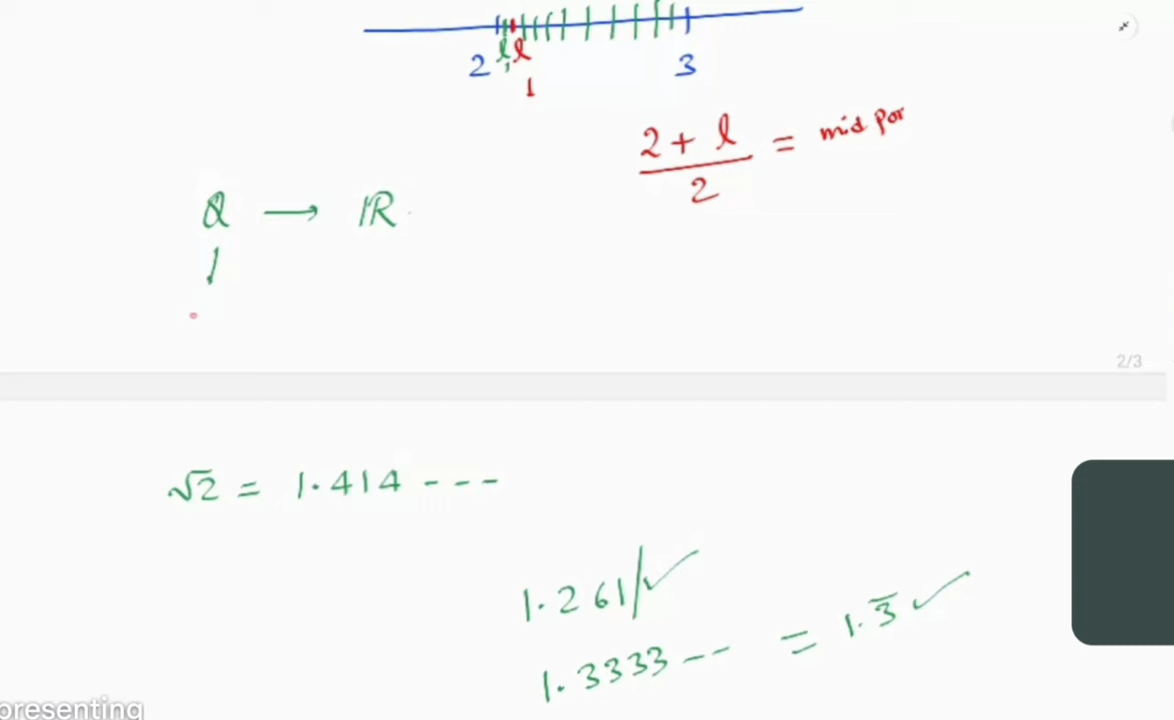 2 l₁ l 3
1
2 + l / 2 = mid por
Q → ℝ
2/3
√2 = 1.414 ---
1.261 ✓
1.3333 -- = 1.3̅ ✓
presenting